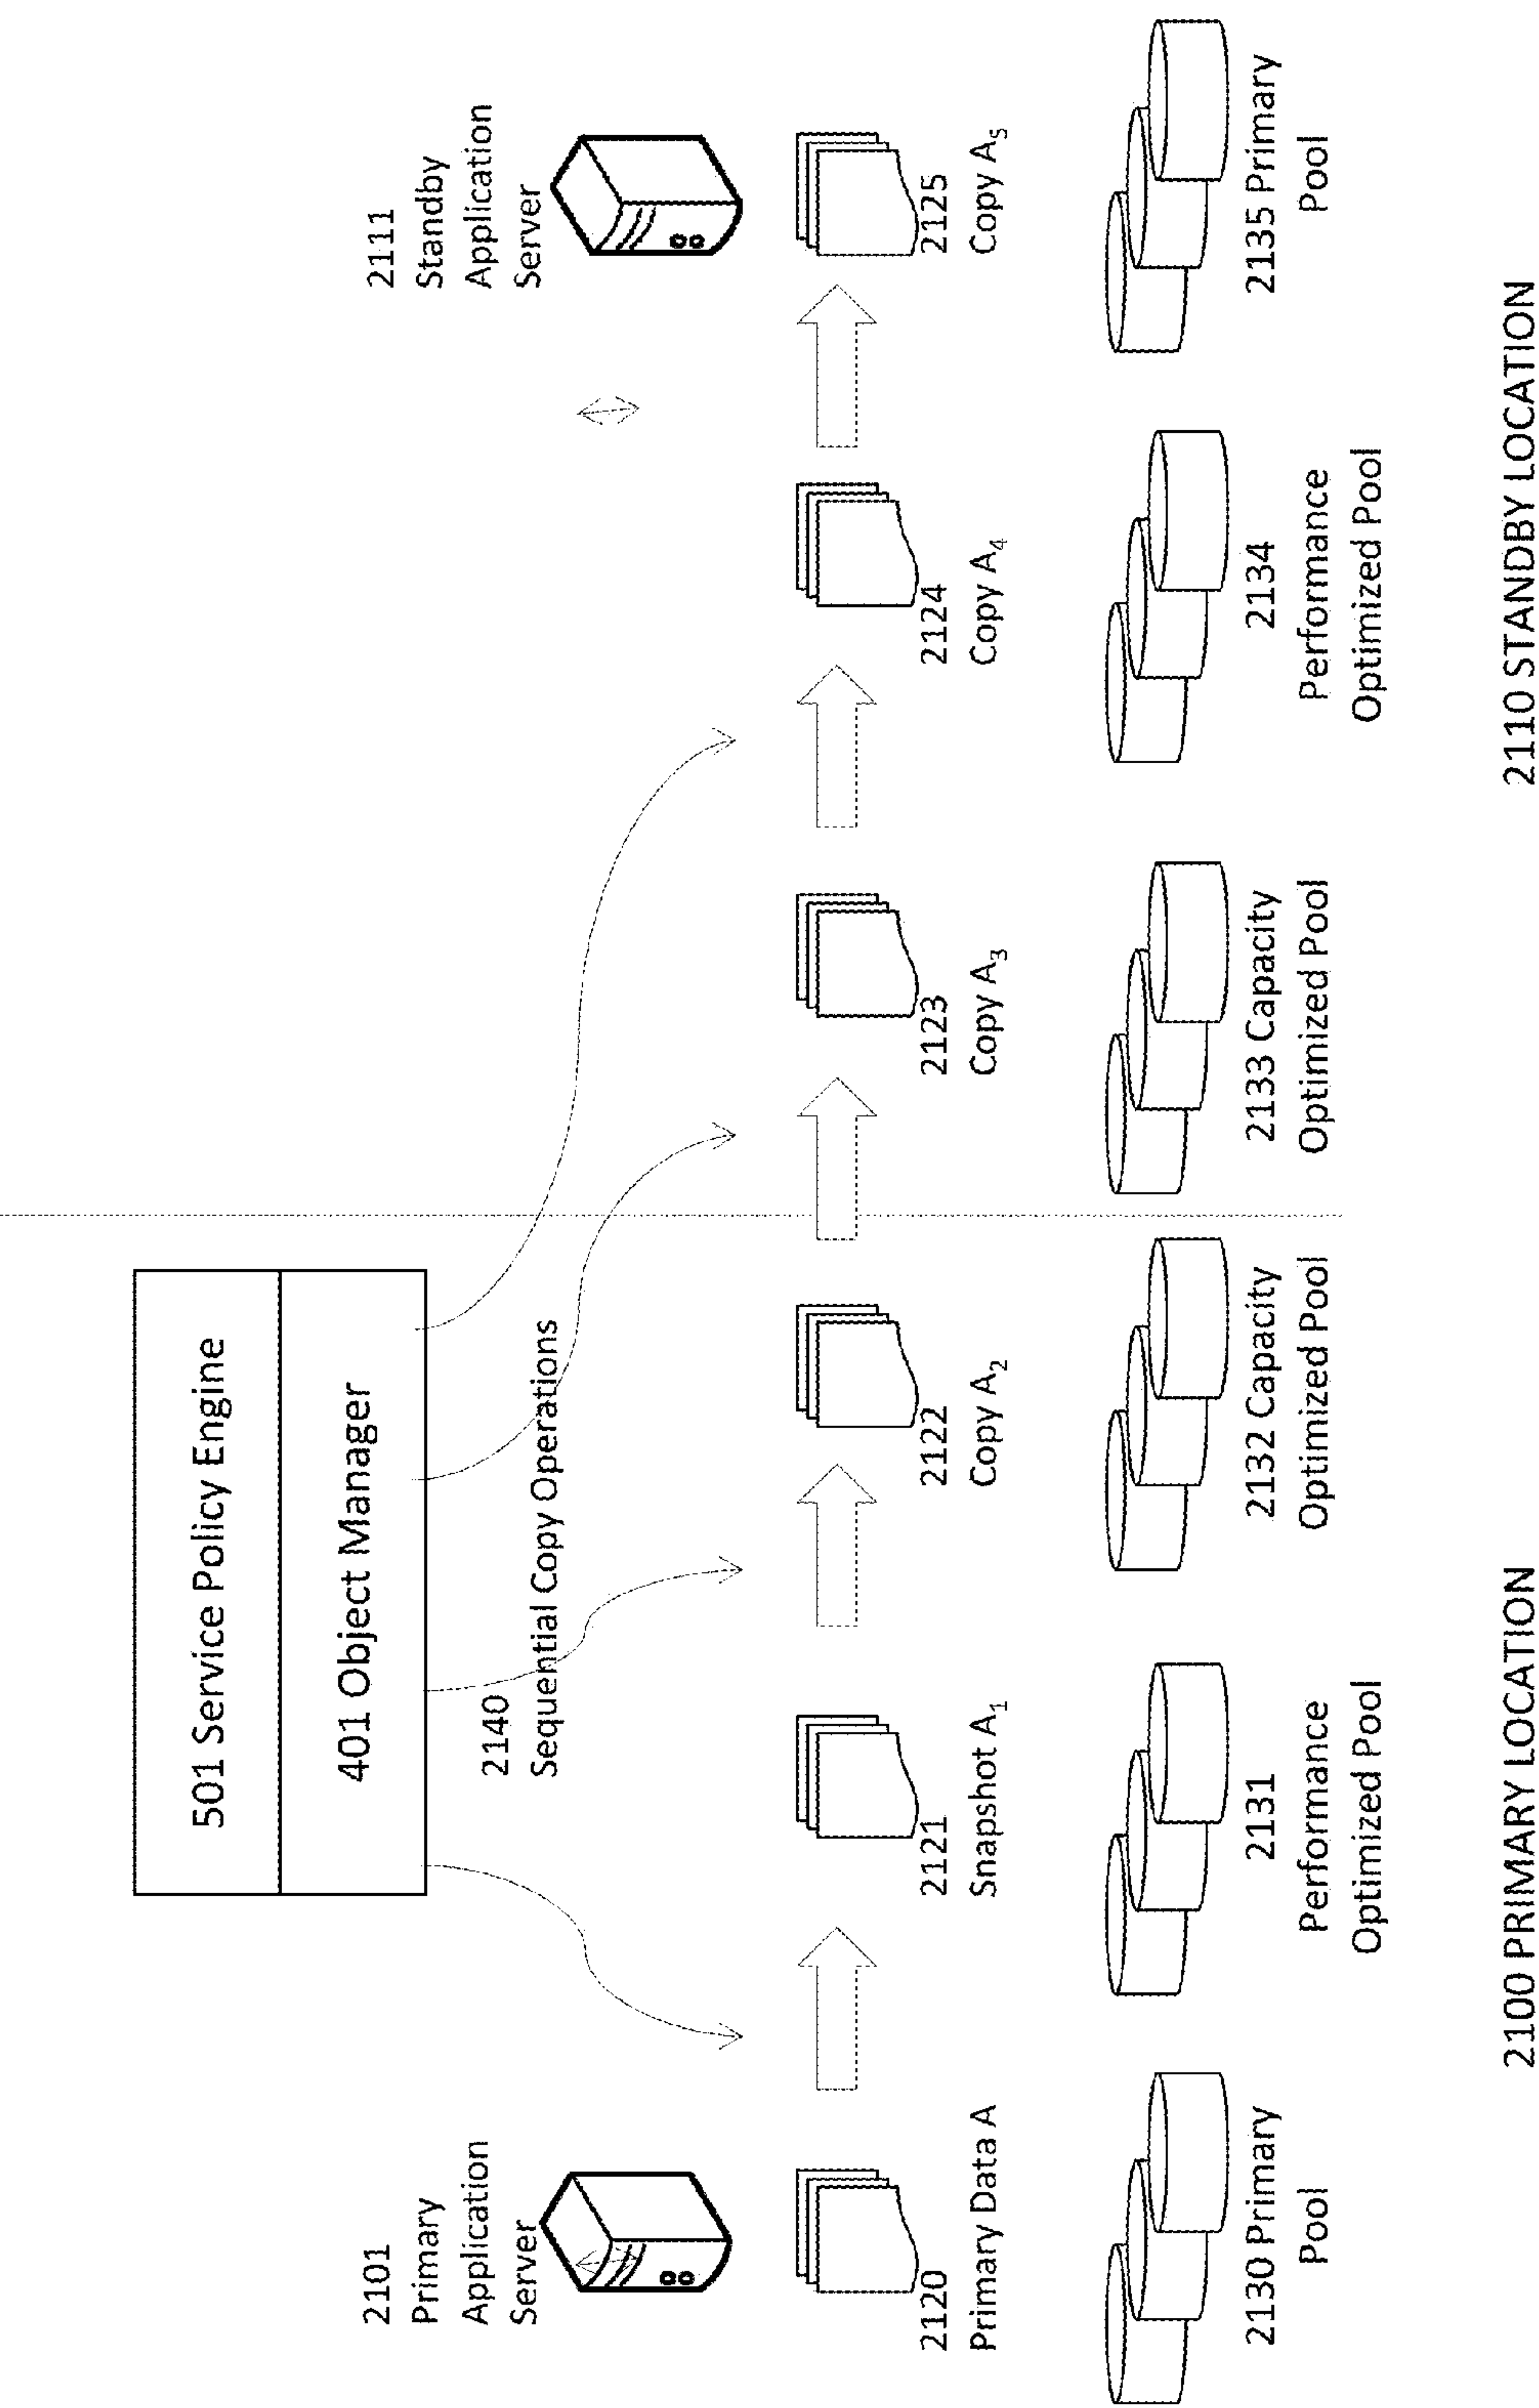 501 Service Policy Engine
401 Object Manager
2101
Primary
Application
Server
2111
Standby
Application
Server
2140
Sequential Copy Operations
2120
Primary Data A
2121
Snapshot A₁
2122
Copy A₂
2123
Copy A₃
2124
Copy A₄
2125
Copy A₅
2130 Primary
Pool
2131
Performance
Optimized Pool
2132 Capacity
Optimized Pool
2133 Capacity
Optimized Pool
2134
Performance
Optimized Pool
2135 Primary
Pool
2100 PRIMARY LOCATION
2110 STANDBY LOCATION